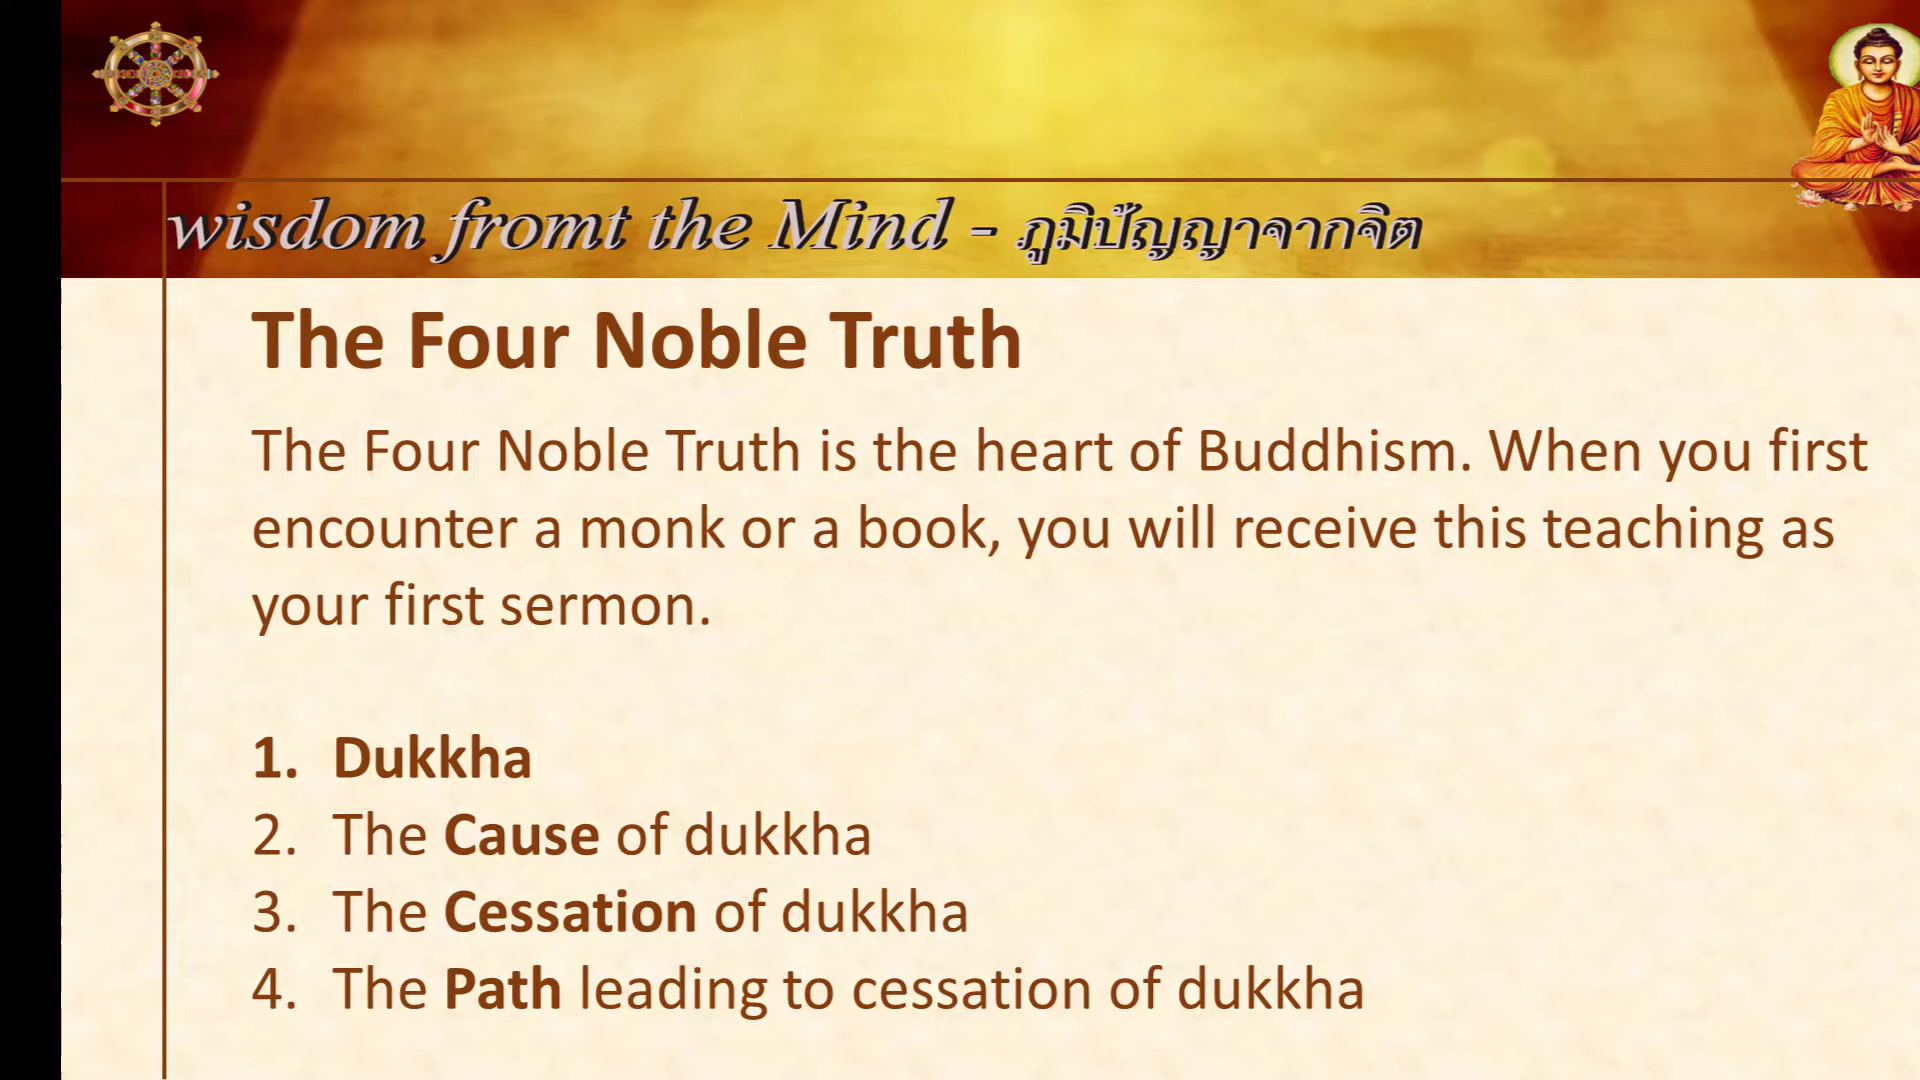 wisdom fromt the Mind - ภูมิปัญญาจากจิต
The Four Noble Truth
The Four Noble Truth is the heart of Buddhism. When you first
encounter a monk or a book, you will receive this teaching as
your first sermon.
1. Dukkha
2. The Cause of dukkha
3. The Cessation of dukkha
4. The Path leading to cessation of dukkha